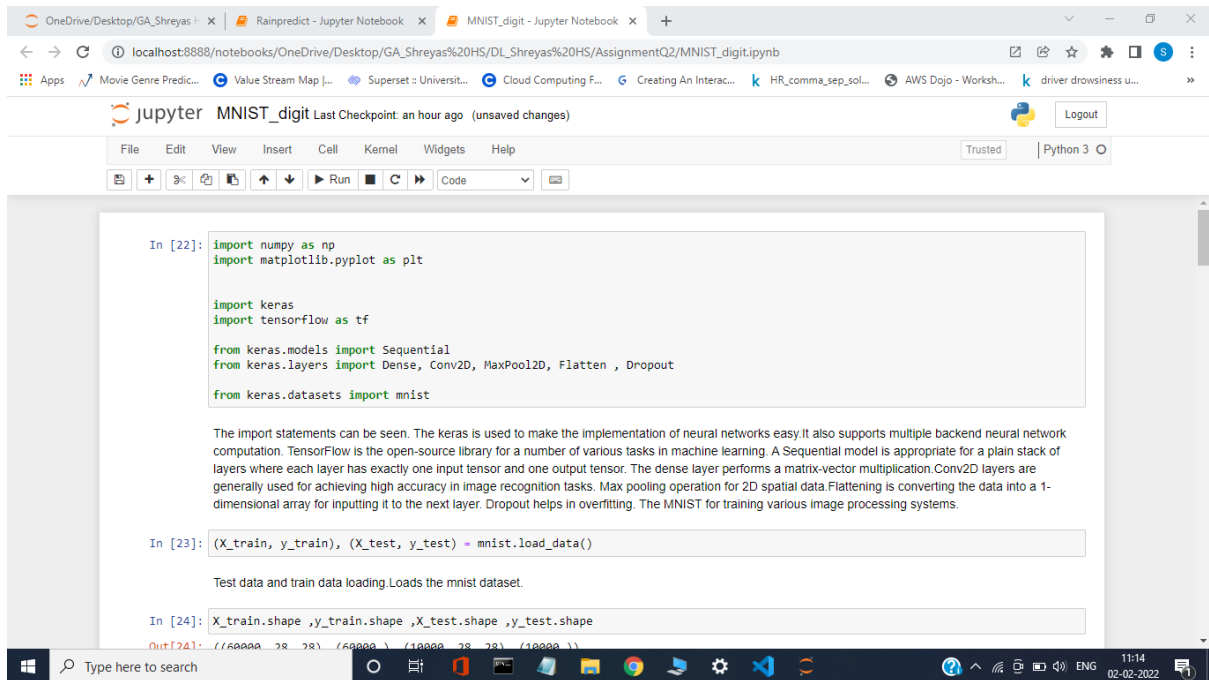 OneDrive/Desktop/GA_Shreyas H
Rainpredict - Jupyter Notebook
MNIST_digit - Jupyter Notebook
localhost:8888/notebooks/OneDrive/Desktop/GA_Shreyas%20HS/DL_Shreyas%20HS/AssignmentQ2/MNIST_digit.ipynb
S
Apps Movie Genre Predic... Value Stream Map |... Superset :: Universit... Cloud Computing F... Creating An Interac... HR_comma_sep_sol... AWS Dojo - Worksh... driver drowsiness u... »
jupyter MNIST_digit Last Checkpoint: an hour ago (unsaved changes) Logout
File Edit View Insert Cell Kernel Widgets Help Trusted Python 3
Run Code
In [22]: import numpy as np
import matplotlib.pyplot as plt
import keras
import tensorflow as tf
from keras.models import Sequential
from keras.layers import Dense, Conv2D, MaxPool2D, Flatten , Dropout
from keras.datasets import mnist
The import statements can be seen. The keras is used to make the implementation of neural networks easy.It also supports multiple backend neural network
computation. TensorFlow is the open-source library for a number of various tasks in machine learning. A Sequential model is appropriate for a plain stack of
layers where each layer has exactly one input tensor and one output tensor. The dense layer performs a matrix-vector multiplication.Conv2D layers are
generally used for achieving high accuracy in image recognition tasks. Max pooling operation for 2D spatial data.Flattening is converting the data into a 1-
dimensional array for inputting it to the next layer. Dropout helps in overfitting. The MNIST for training various image processing systems.
In [23]: (X_train, y_train), (X_test, y_test) = mnist.load_data()
Test data and train data loading.Loads the mnist dataset.
In [24]: X_train.shape ,y_train.shape ,X_test.shape ,y_test.shape
Out[24]: ((60000, 28, 28), (60000,), (10000, 28, 28), (10000,))
Type here to search
ENG
11:14
02-02-2022
1